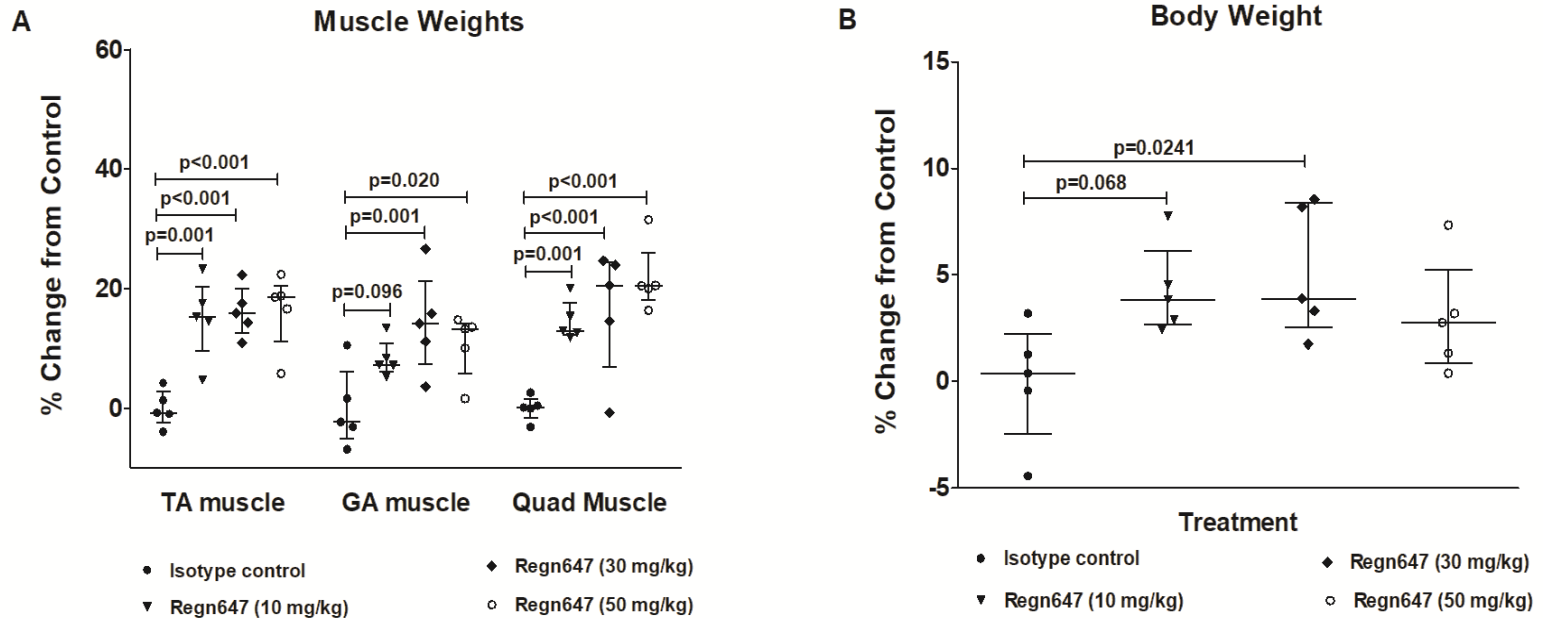 A
Muscle Weights
% Change from Control
60
40
20
0
p<0.001
p<0.001
p=0.001
p=0.020
p=0.001
p=0.096
p<0.001
p<0.001
p=0.001
TA muscle
GA muscle
Quad Muscle
Isotype control
Regn647 (10 mg/kg)
Regn647 (30 mg/kg)
Regn647 (50 mg/kg)
B
Body Weight
% Change from Control
15
10
5
0
-5
p=0.0241
p=0.068
Treatment
Isotype control
Regn647 (10 mg/kg)
Regn647 (30 mg/kg)
Regn647 (50 mg/kg)